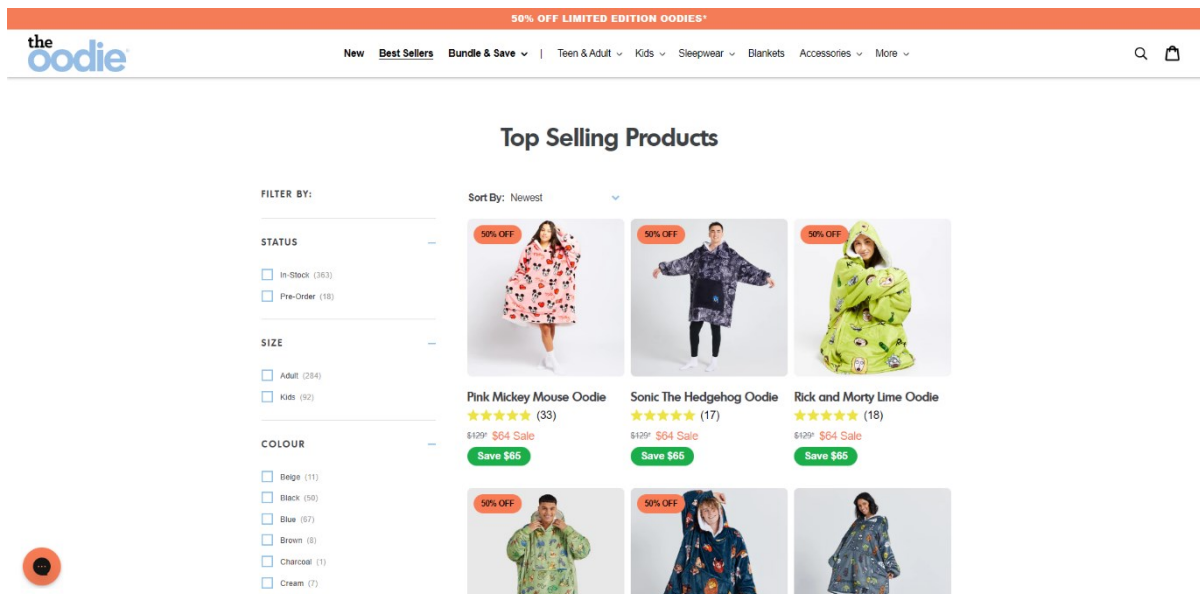 50% OFF LIMITED EDITION OODIES*
the
oodie
New Best Sellers Bundle & Save | Teen & Adult Kids Sleepwear Blankets Accessories More
Top Selling Products
FILTER BY:
Sort By: Newest
STATUS
In-Stock (363)
Pre-Order (18)
SIZE
Adult (284)
Kids (92)
COLOUR
Beige (11)
Black (50)
Blue (67)
Brown (8)
Charcoal (1)
Cream (7)
50% OFF
50% OFF
50% OFF
Pink Mickey Mouse Oodie
(33)
$129* $64 Sale
Save $65
Sonic The Hedgehog Oodie
(17)
$129* $64 Sale
Save $65
Rick and Morty Lime Oodie
(18)
$129* $64 Sale
Save $65
50% OFF
50% OFF